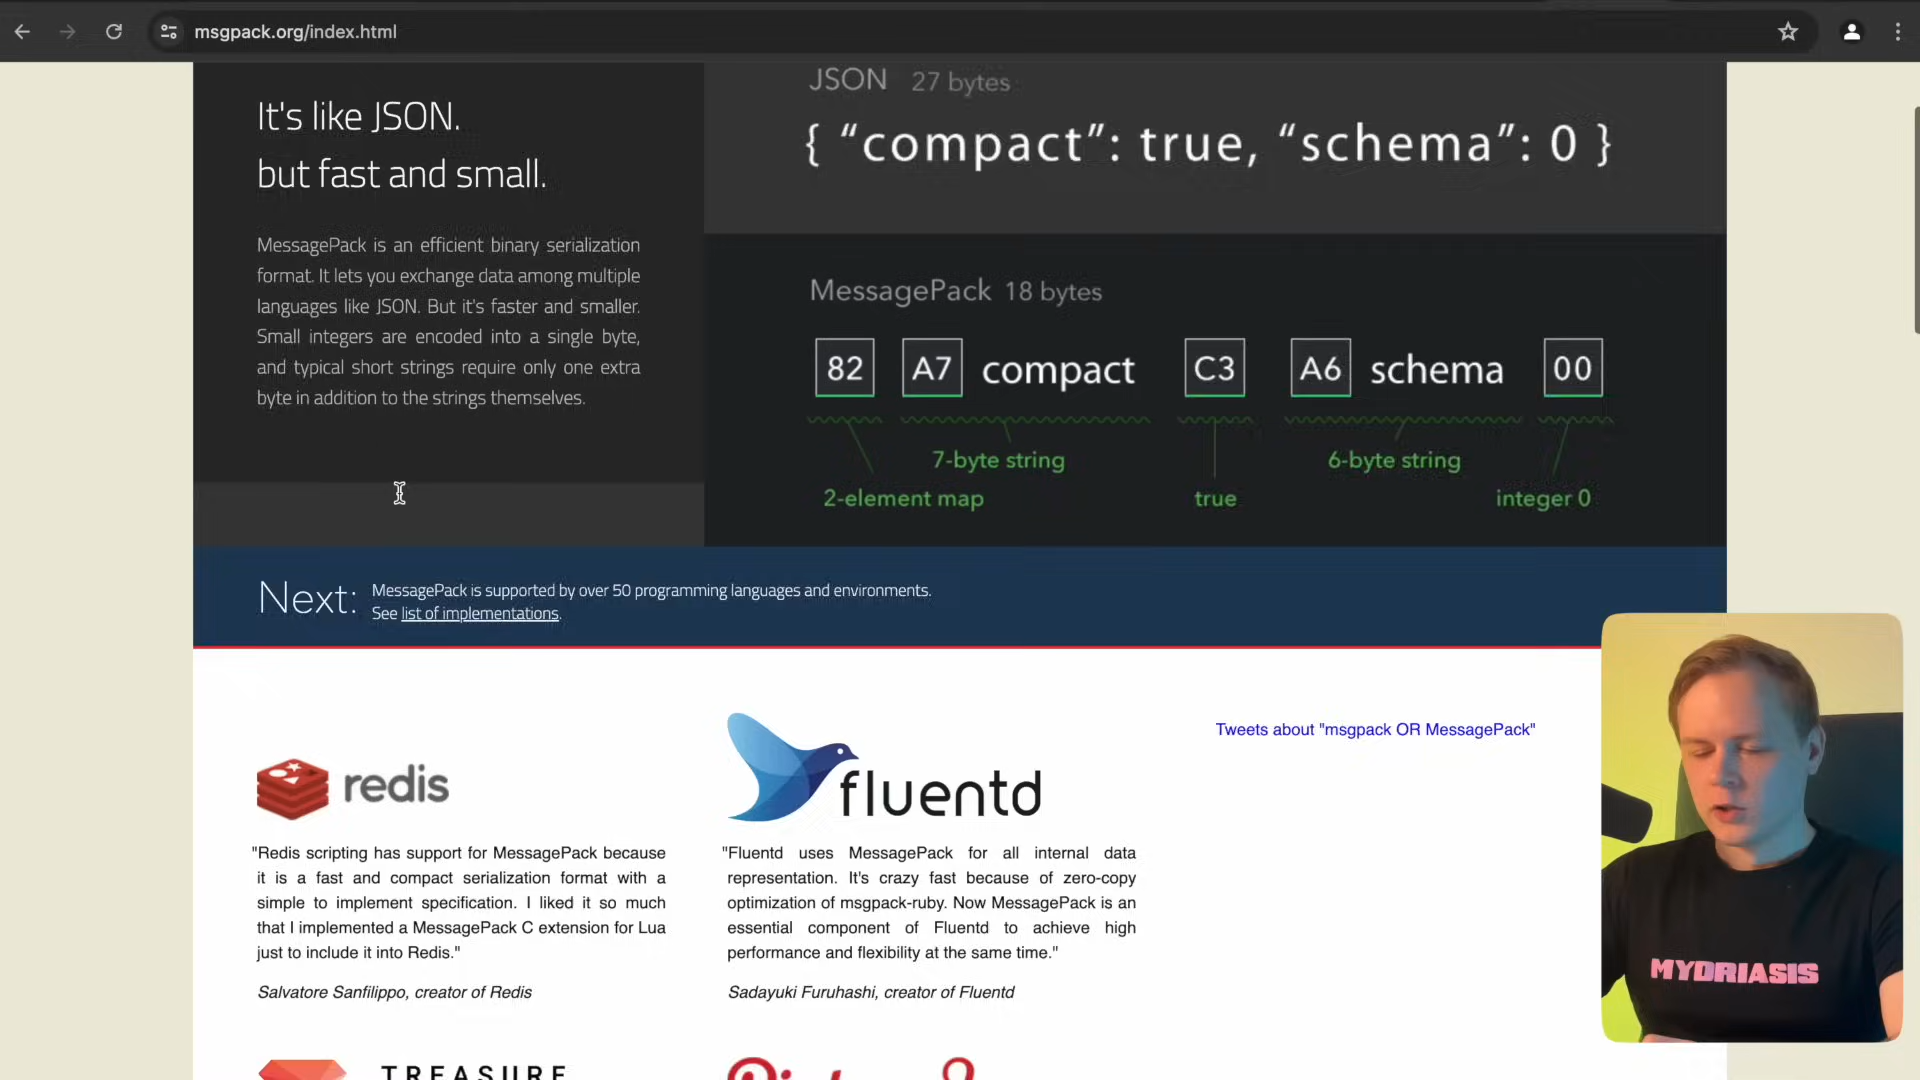 msgpack.org/index.html
It's like JSON.
but fast and small.
MessagePack is an efficient binary serialization
format. It lets you exchange data among multiple
languages like JSON. But it's faster and smaller.
Small integers are encoded into a single byte,
and typical short strings require only one extra
byte in addition to the strings themselves.
JSON 27 bytes
{ “compact”: true, “schema”: 0 }
MessagePack 18 bytes
82 A7 compact C3 A6 schema 00
7-byte string 6-byte string
2-element map true integer 0
Next: MessagePack is supported by over 50 programming languages and environments.
See list of implementations.
redis
"Redis scripting has support for MessagePack because
it is a fast and compact serialization format with a
simple to implement specification. I liked it so much
that I implemented a MessagePack C extension for Lua
just to include it into Redis."
Salvatore Sanfilippo, creator of Redis
fluentd
"Fluentd uses MessagePack for all internal data
representation. It's crazy fast because of zero-copy
optimization of msgpack-ruby. Now MessagePack is an
essential component of Fluentd to achieve high
performance and flexibility at the same time."
Sadayuki Furuhashi, creator of Fluentd
Tweets about "msgpack OR MessagePack"
TREASURE
MYDRIASIS